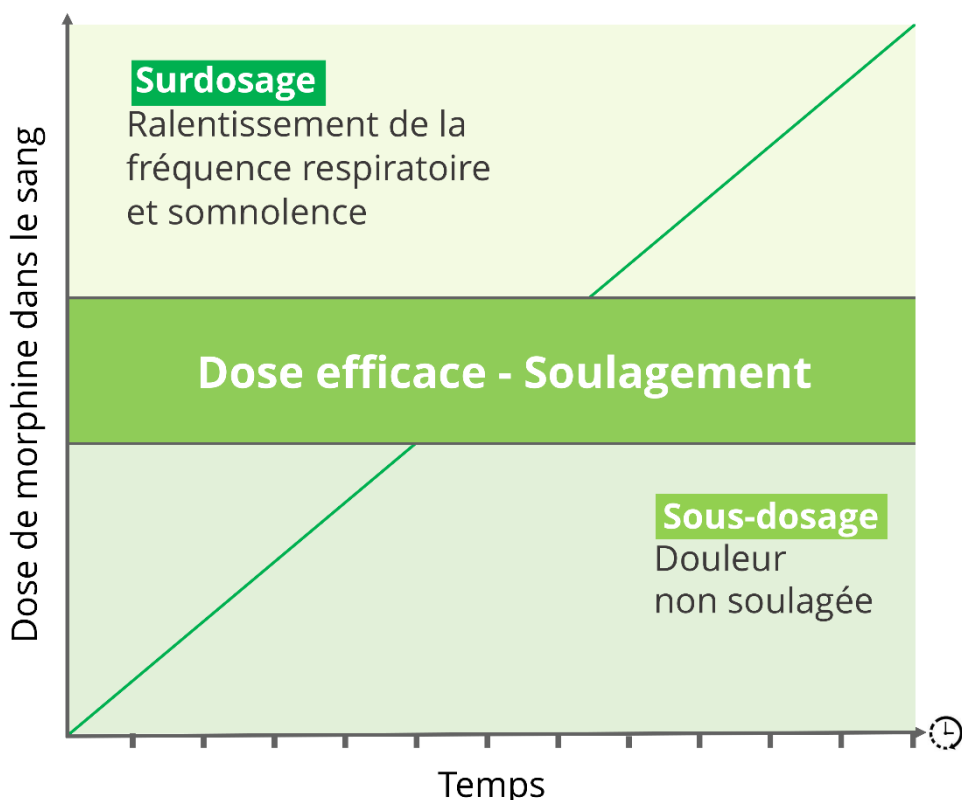 Dose de morphine dans le sang
Surdosage
Ralentissement de la
fréquence respiratoire
et somnolence
Dose efficace - Soulagement
Sous-dosage
Douleur
non soulagée
Temps